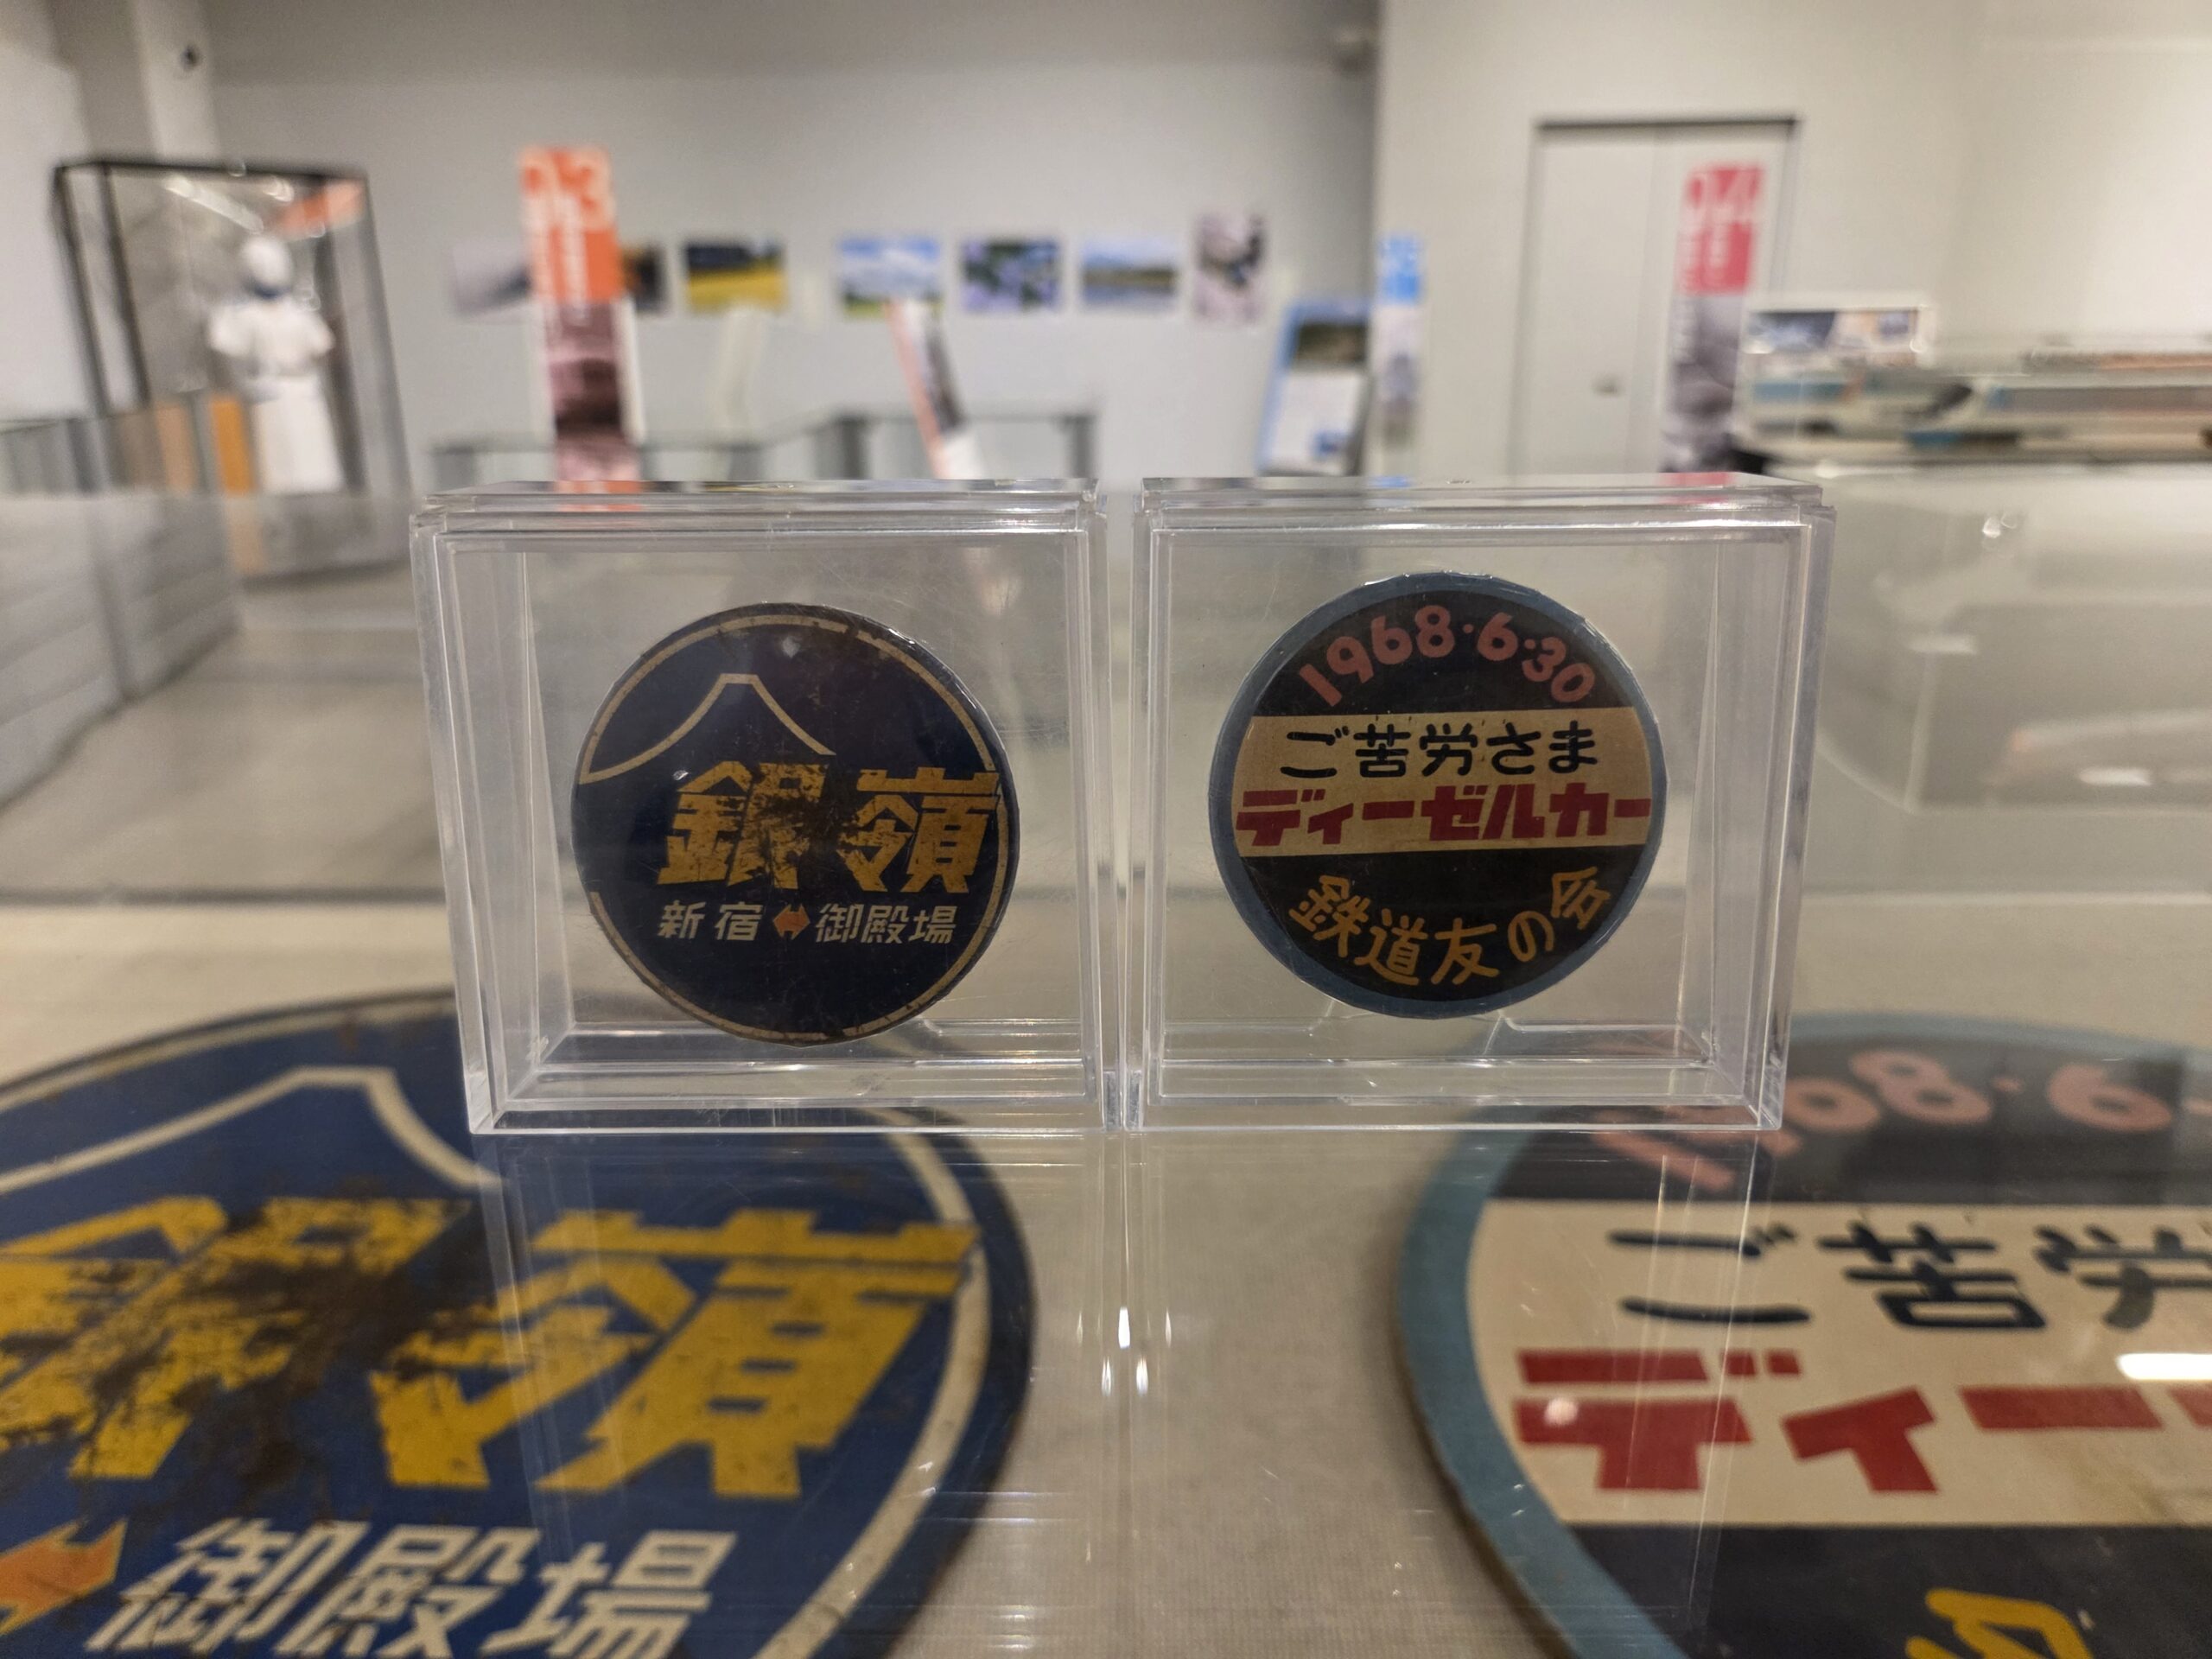 銀嶺
新宿↔御殿場
1968·6·30
ご苦労さま
ディーゼルカー
鉄道友の会
銀嶺
御殿場
1968·6·
ご苦労
ディー